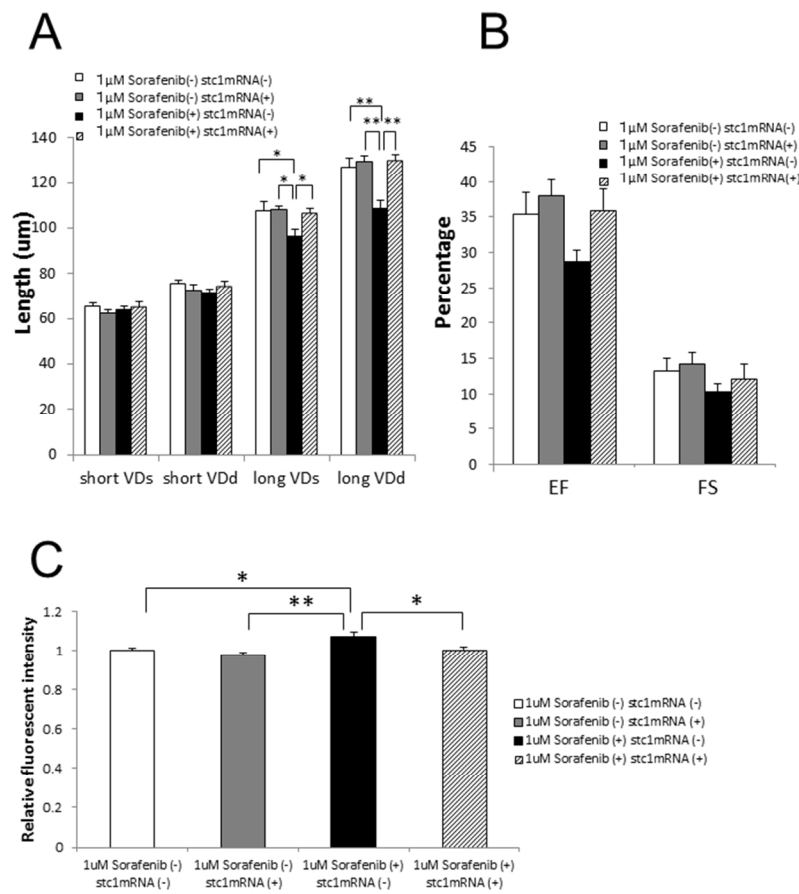 A
1μM Sorafenib(-) stc1mRNA(-)
1μM Sorafenib(-) stc1mRNA(+)
1μM Sorafenib(+) stc1mRNA(-)
1μM Sorafenib(+) stc1mRNA(+)
Length (um)
140
120
100
80
60
40
20
0
short VDs
short VDd
long VDs
long VDd
*
*
*
**
**
**
B
1μM Sorafenib(-) stc1mRNA(-)
1μM Sorafenib(-) stc1mRNA(+)
1μM Sorafenib(+) stc1mRNA(-)
1μM Sorafenib(+) stc1mRNA(+)
Percentage
45
40
35
30
25
20
15
10
5
0
EF
FS
C
*
**
*
Relative fluorescent intensity
1.2
1
0.8
0.6
0.4
0.2
0
1uM Sorafenib (-)
stc1mRNA (-)
1uM Sorafenib (-)
stc1mRNA (+)
1uM Sorafenib (+)
stc1mRNA (-)
1uM Sorafenib (+)
stc1mRNA (+)
1uM Sorafenib (-) stc1mRNA (-)
1uM Sorafenib (-) stc1mRNA (+)
1uM Sorafenib (+) stc1mRNA (-)
1uM Sorafenib (+) stc1mRNA (+)